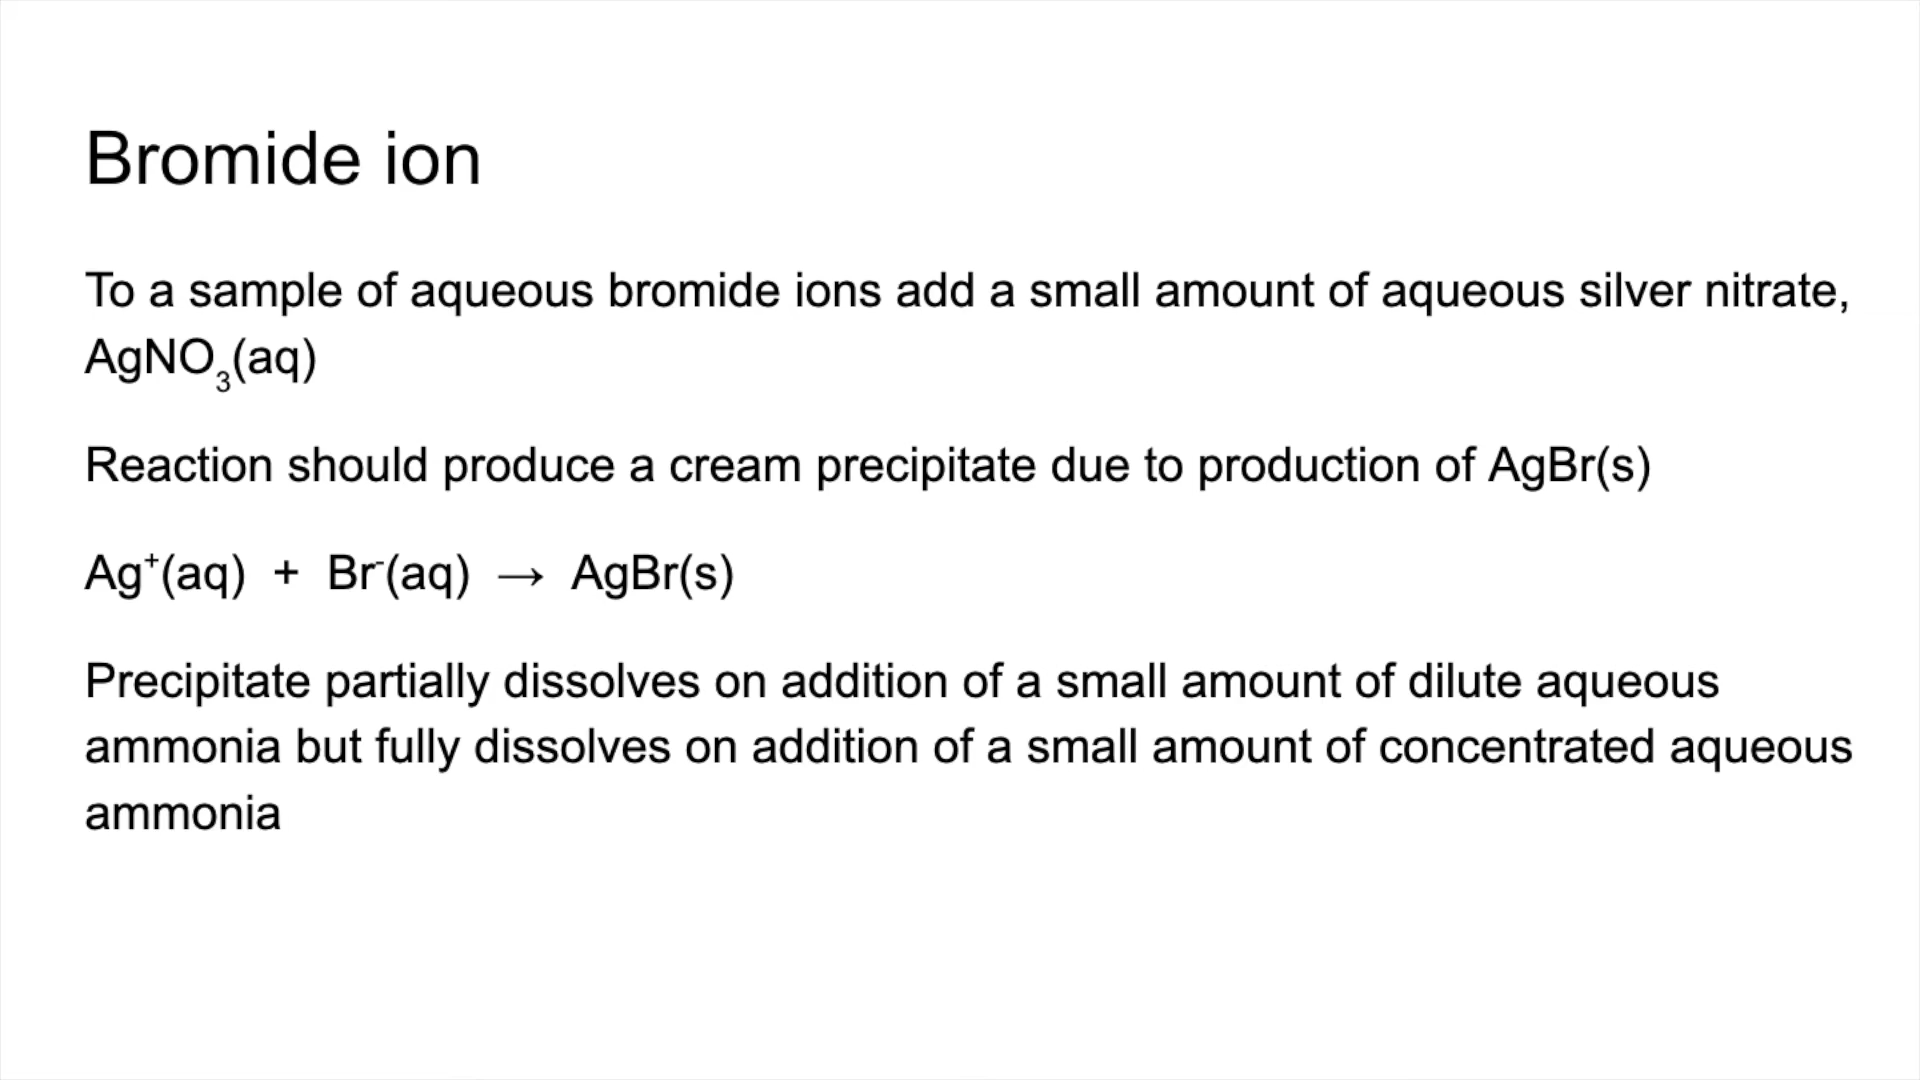 Bromide ion
To a sample of aqueous bromide ions add a small amount of aqueous silver nitrate,
AgNO₃(aq)
Reaction should produce a cream precipitate due to production of AgBr(s)
Ag⁺(aq) + Br⁻(aq) → AgBr(s)
Precipitate partially dissolves on addition of a small amount of dilute aqueous
ammonia but fully dissolves on addition of a small amount of concentrated aqueous
ammonia